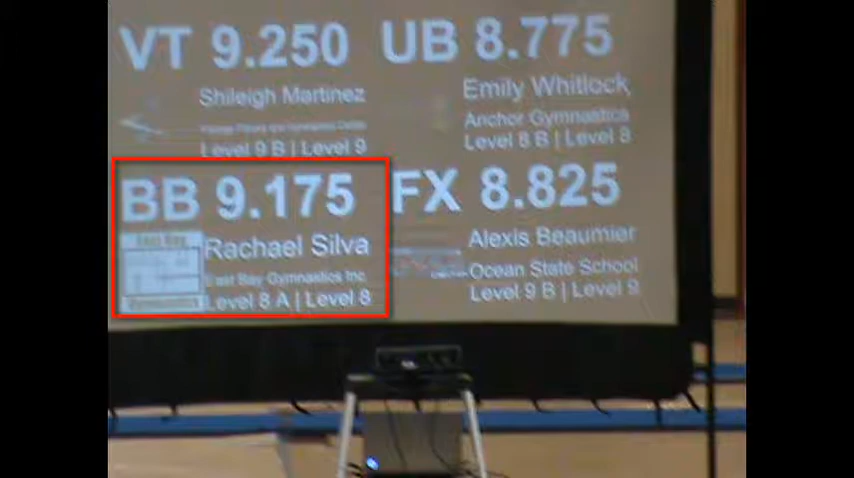 VT 9.250
Shileigh Martinez
Level 9 B | Level 9
UB 8.775
Emily Whitlock
Anchor Gymnastics
Level 8 B | Level 8
BB 9.175
Rachael Silva
East Bay Gymnastics Inc.
Level 8 A | Level 8
FX 8.825
Alexis Beaumier
Ocean State School
Level 9 B | Level 9